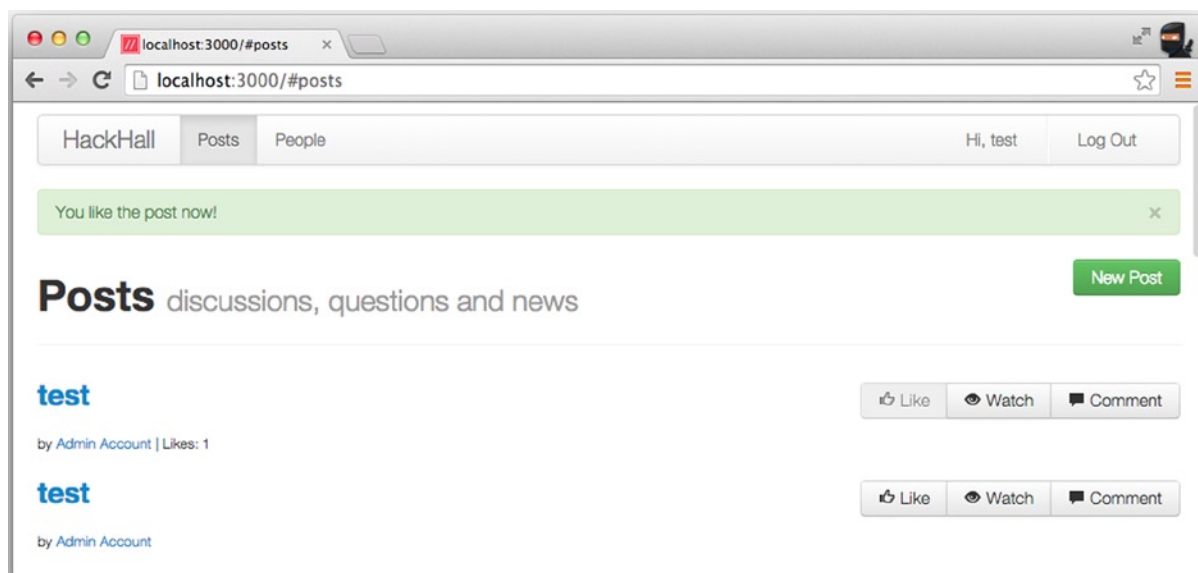 localhost:3000/#posts
localhost:3000/#posts
HackHall Posts People Hi, test Log Out
You like the post now! ×
New Post
Posts discussions, questions and news
test
Like Watch Comment
by Admin Account | Likes: 1
test
Like Watch Comment
by Admin Account